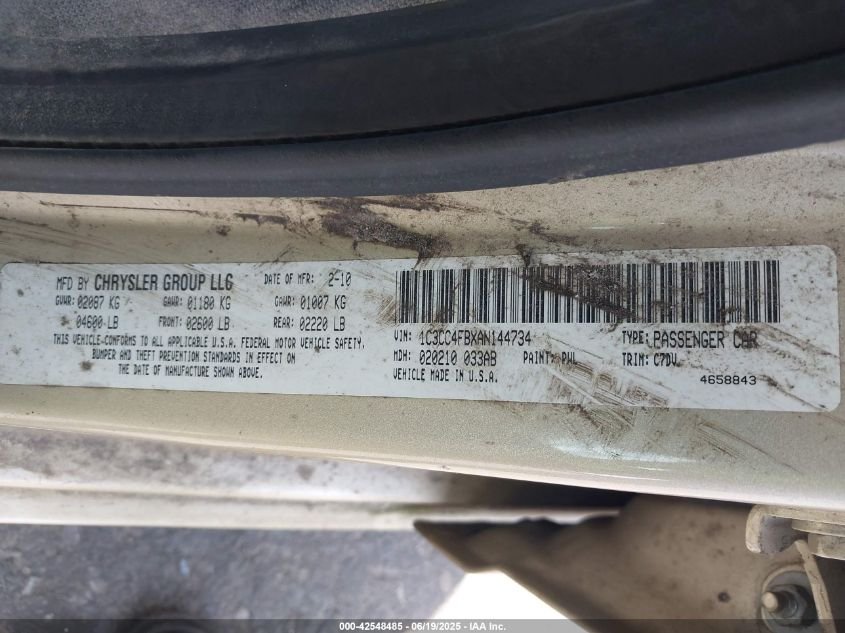 MFD BY CHRYSLER GROUP LLC DATE OF MFR: 2-10
GVWR: 02087 KG GAWR: 01180 KG GAWR: 01007 KG
04600 LB FRONT: 02600 LB REAR: 02220 LB
THIS VEHICLE CONFORMS TO ALL APPLICABLE U.S.A. FEDERAL MOTOR VEHICLE SAFETY,
BUMPER AND THEFT PREVENTION STANDARDS IN EFFECT ON
THE DATE OF MANUFACTURE SHOWN ABOVE.
VIN: 1C3CC4FBXAN144734 TYPE: PASSENGER CAR
MDH: 020210 033AB PAINT: PWL TRIM: C7DV
VEHICLE MADE IN U.S.A. 4658843
000-42548485 - 06/19/2025 - IAA Inc.